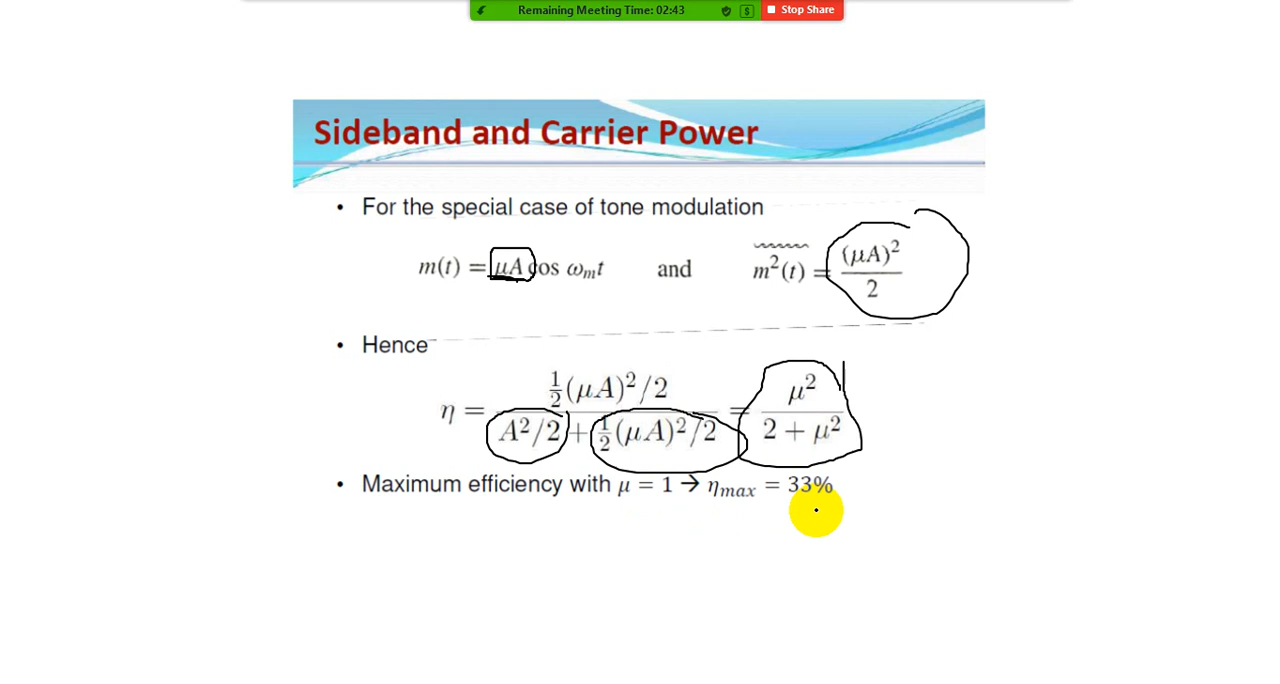 Remaining Meeting Time: 02:43 $ Stop Share
Sideband and Carrier Power
• For the special case of tone modulation
m(t) = μA cos ωₘt and m²(t) = (μA)²/2
• Hence
η = ½(μA)²/2 / A²/2 + ½(μA)²/2 = μ² / 2 + μ²
• Maximum efficiency with μ = 1 → ηmax = 33%